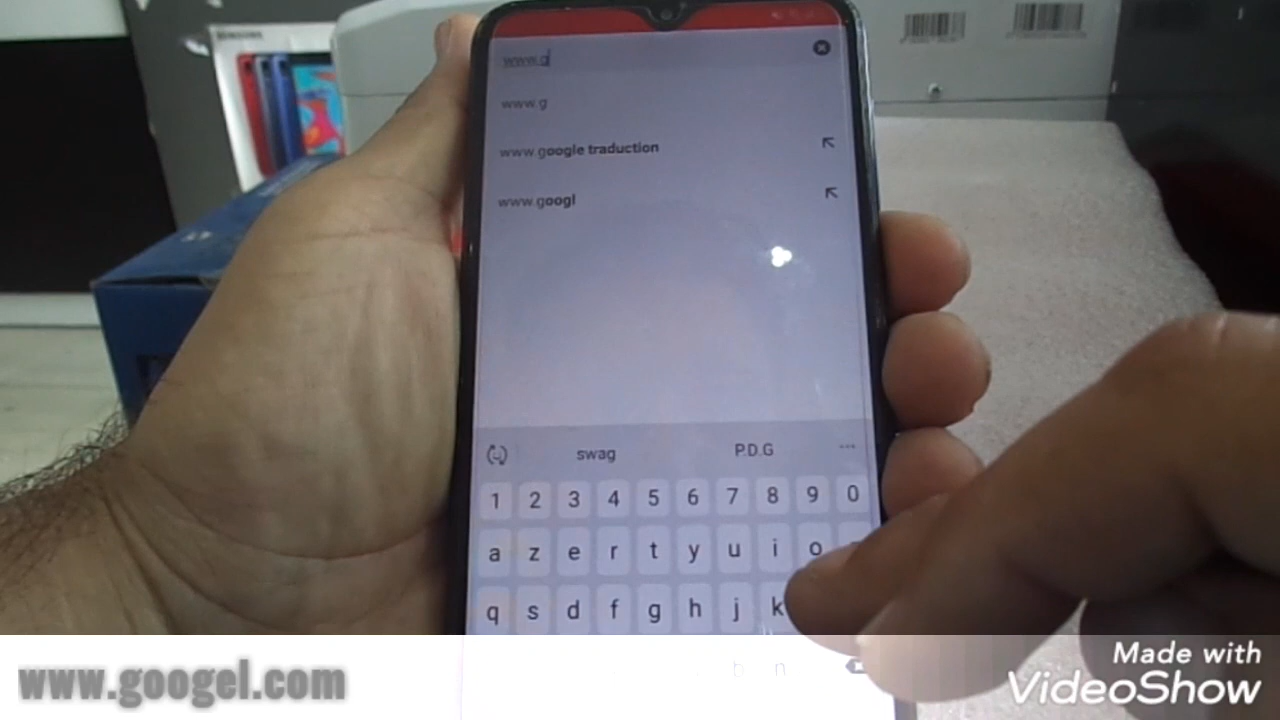 SAMSUNG
www.g
www.g
www.google traduction
www.googl
swag P.D.G ...
1 2 3 4 5 6 7 8 9 0
a z e r t y u i o
q s d f g h j k
b n
www.googel.com
Made with
VideoShow